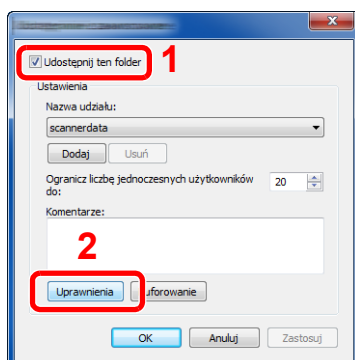 Udostępnij ten folder
1
Ustawienia
Nazwa udziału:
scannerdata
Dodaj Usuń
Ogranicz liczbę jednoczesnych użytkowników do:
20
Komentarze:
2
Uprawnienia uforowanie
OK Anuluj Zastosuj